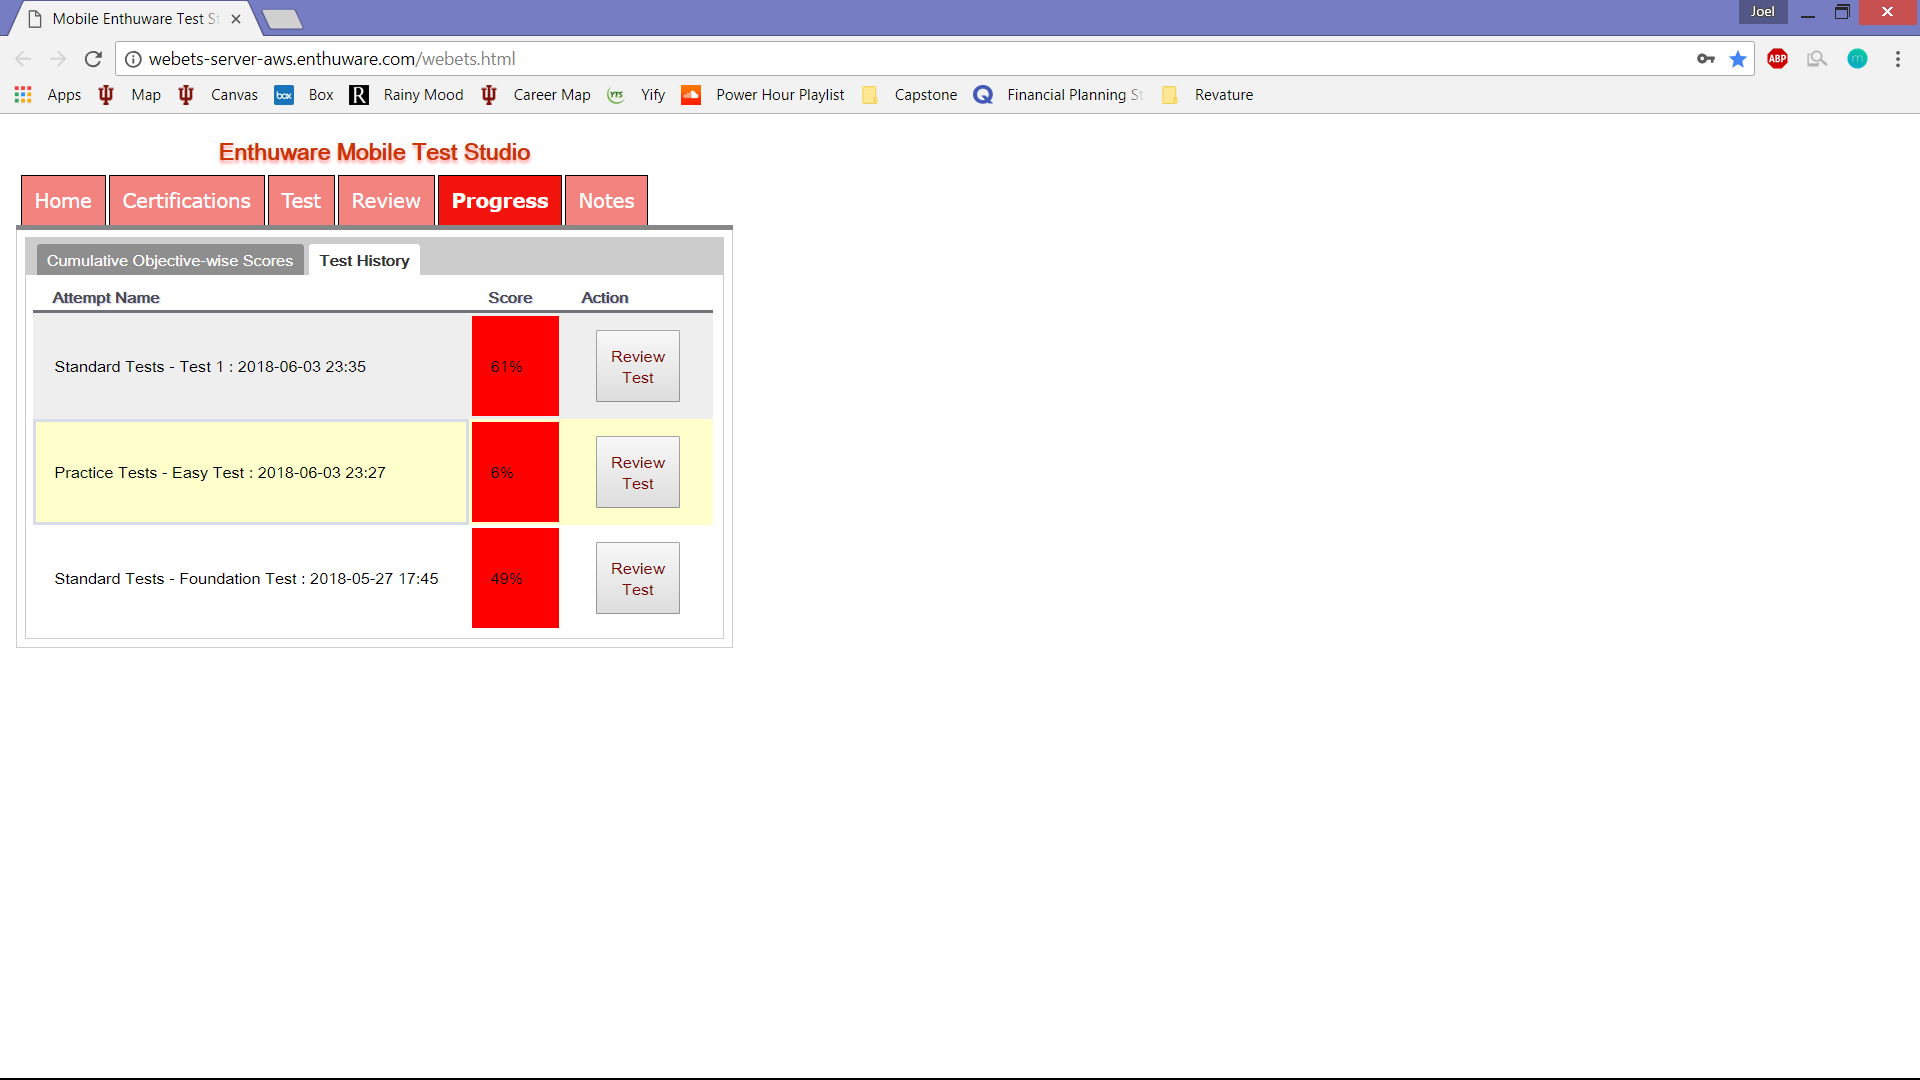 Mobile Enthuware Test St
Joel
webets-server-aws.enthuware.com/webets.html
ABP
m
Apps Map Canvas box Box R Rainy Mood Career Map YTS Yify Power Hour Playlist Capstone Financial Planning St Revature
Enthuware Mobile Test Studio
Home Certifications Test Review Progress Notes
Cumulative Objective-wise Scores Test History
Attempt Name Score Action
Standard Tests - Test 1 : 2018-06-03 23:35 61% Review Test
Practice Tests - Easy Test : 2018-06-03 23:27 6% Review Test
Standard Tests - Foundation Test : 2018-05-27 17:45 49% Review Test